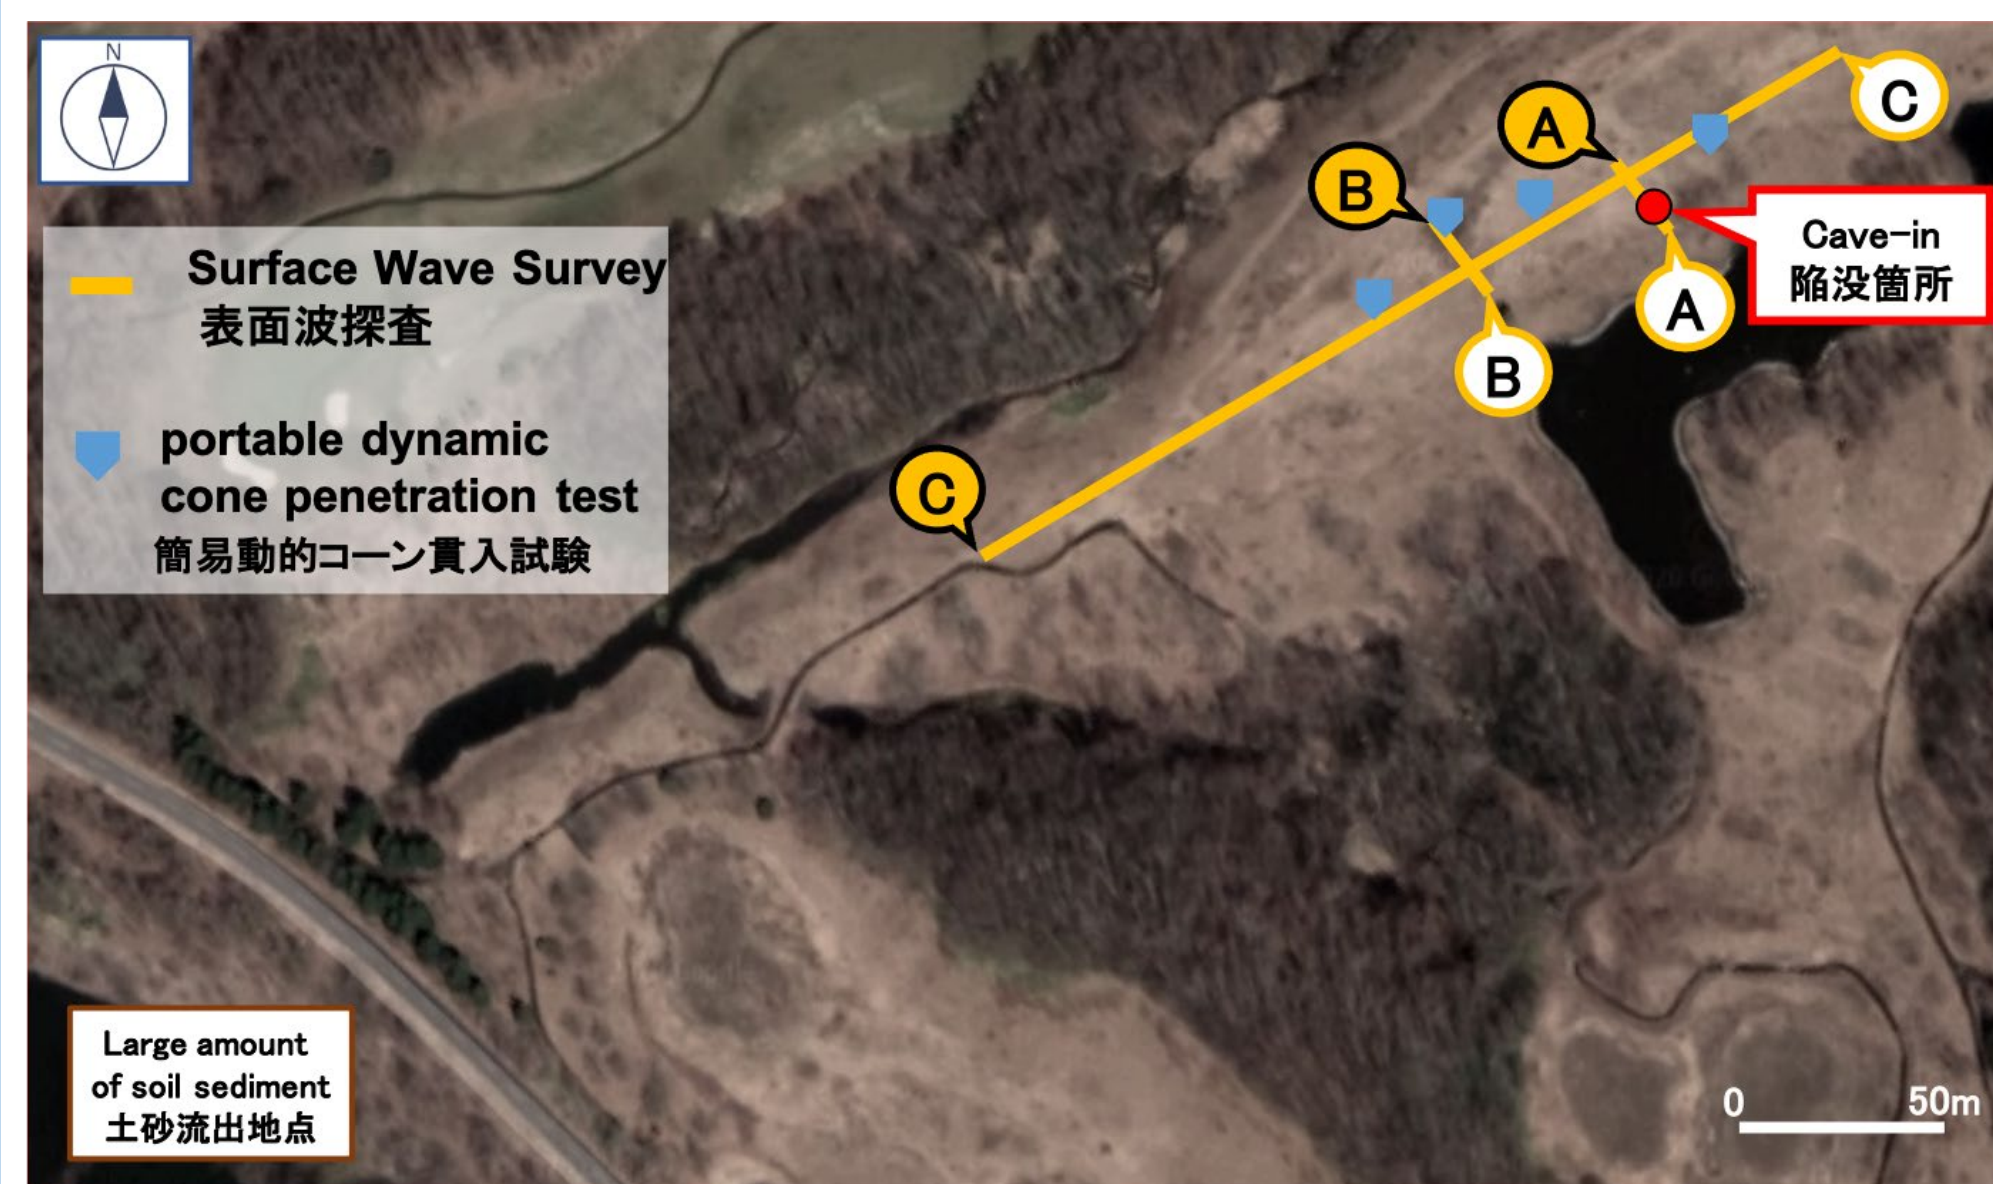 N
Surface Wave Survey
表面波探査
portable dynamic
cone penetration test
簡易動的コーン貫入試験
C
A
B
Cave-in
陥没箇所
A
B
C
Large amount
of soil sediment
土砂流出地点
0 50m